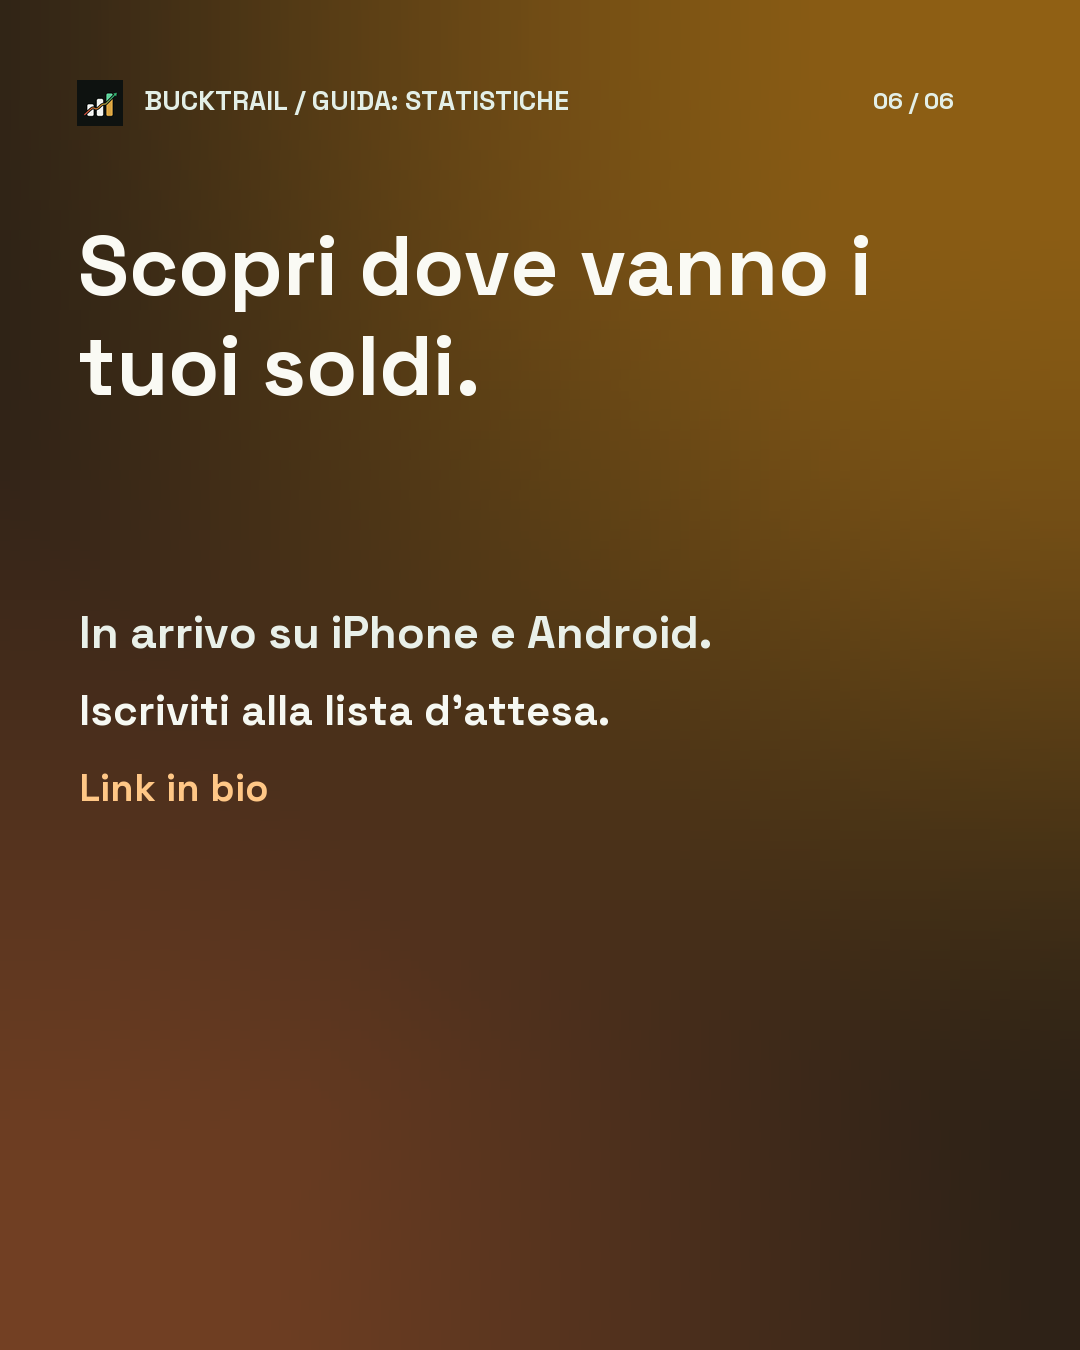 BUCKTRAIL / GUIDA: STATISTICHE
06 / 06
Scopri dove vanno i
tuoi soldi.
In arrivo su iPhone e Android.
Iscriviti alla lista d’attesa.
Link in bio